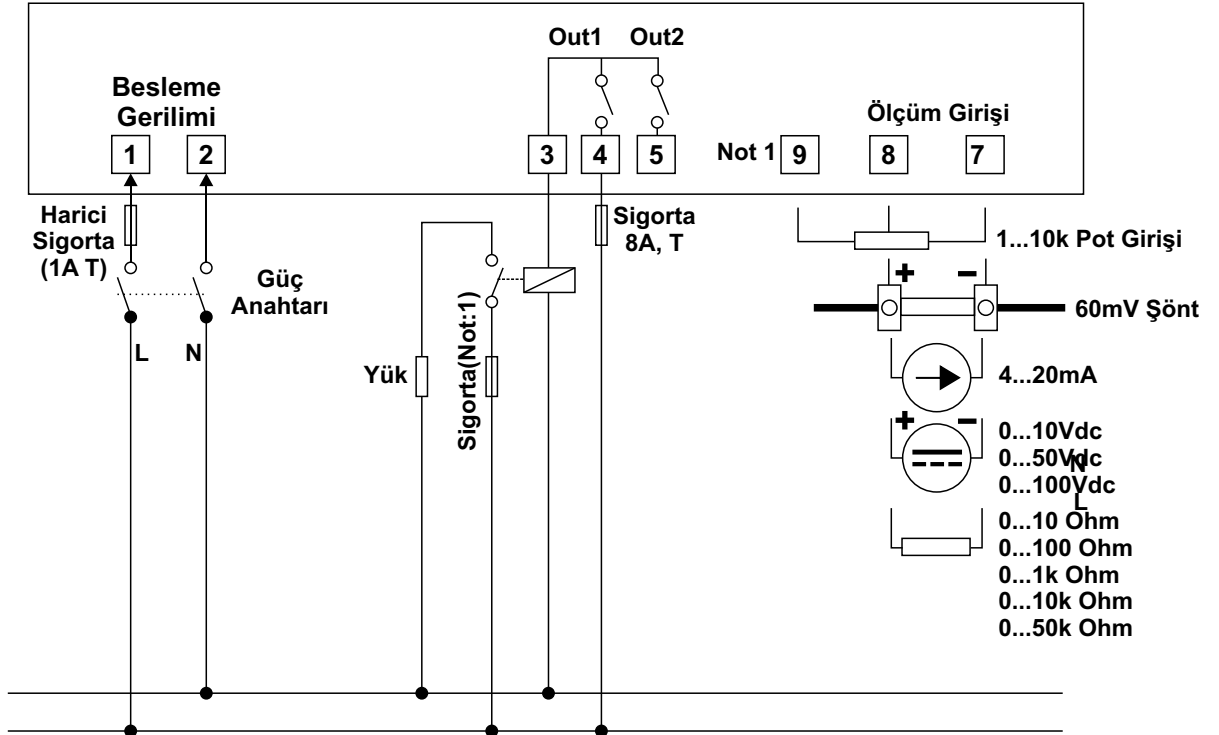 Out1 Out2
Besleme
Gerilimi
Ölçüm Girişi
1 2 3 4 5 Not 1 9 8 7
Harici
Sigorta
(1A T)
Güç
Anahtarı
L N
Yük
Sigorta(Not:1)
Sigorta
8A, T
1...10k Pot Girişi
+ -
60mV Şönt
4...20mA
+ -
0...10Vdc
0...50Vdc
N
0...100Vdc
L
0...10 Ohm
0...100 Ohm
0...1k Ohm
0...10k Ohm
0...50k Ohm